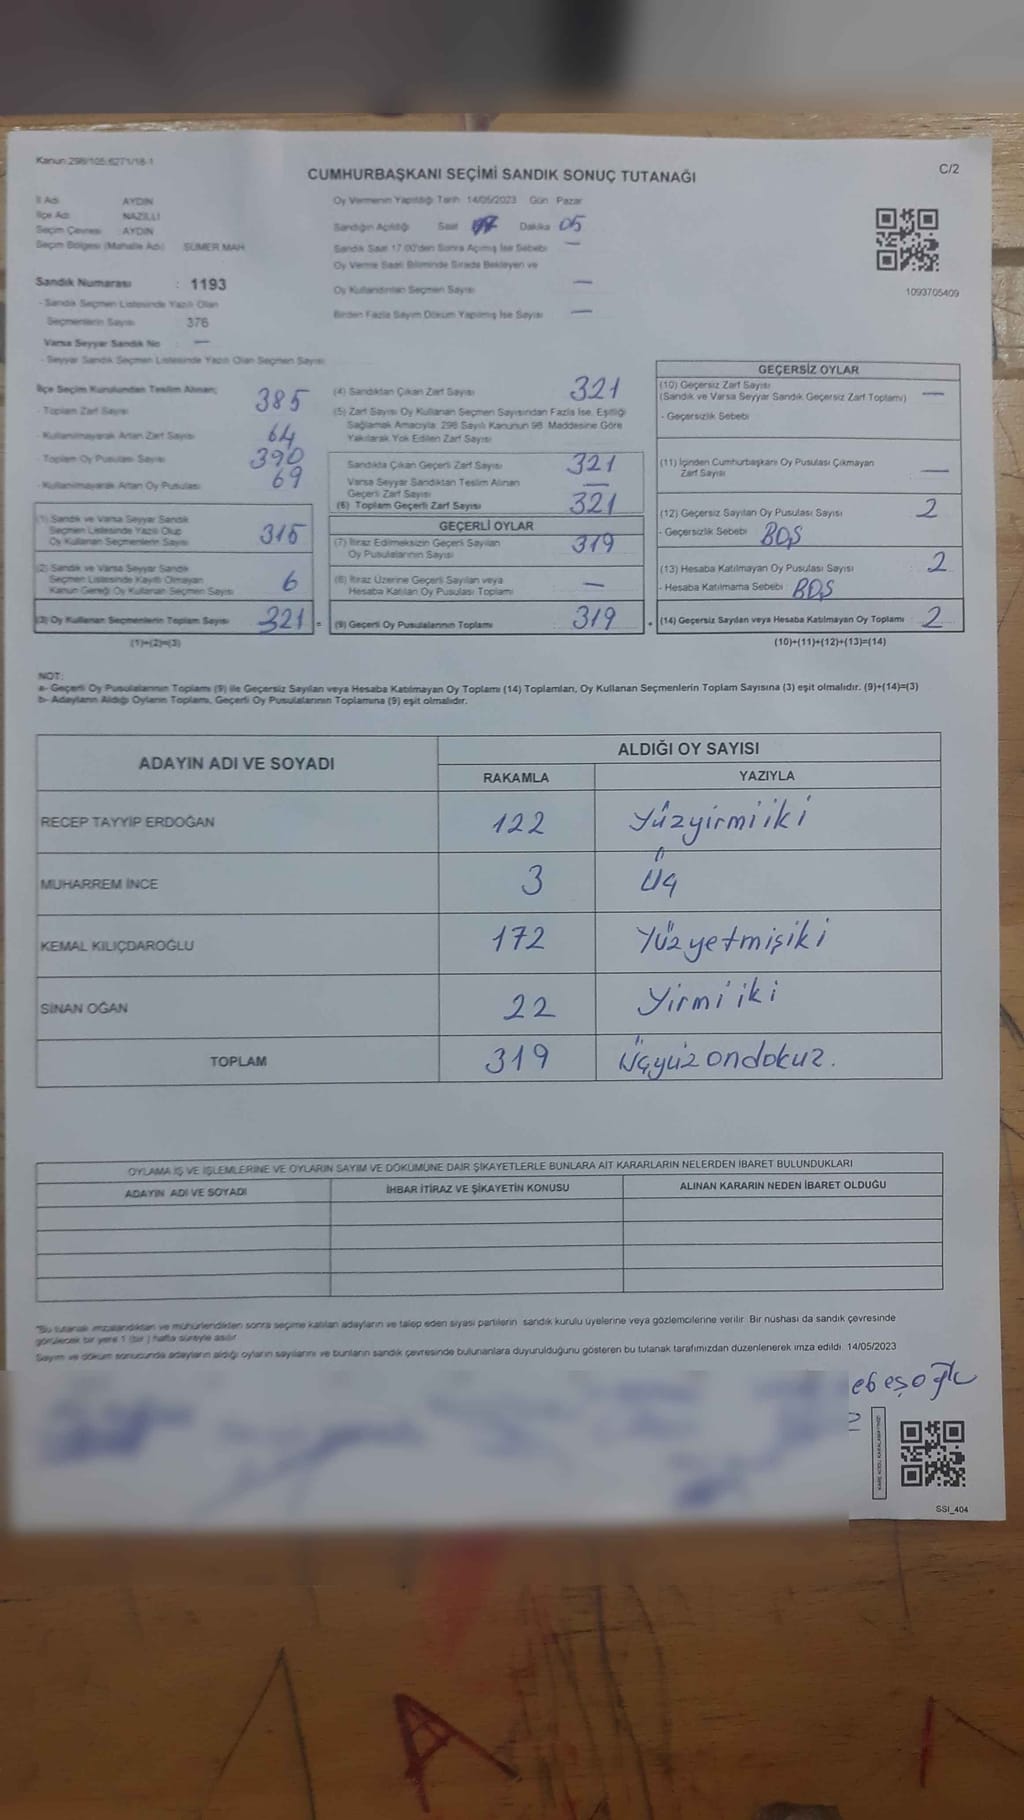 Kanun:298/105;6271/18-1
CUMHURBAŞKANI SEÇİMİ SANDIK SONUÇ TUTANAĞI
C/2
İl Adı AYDIN
İlçe Adı NAZİLLİ
Seçim Çevresi AYDIN
Seçim Bölgesi (Mahalle Adı) SÜMER MAH
Sandık Numarası : 1193
- Sandık Seçmen Listesinde Yazılı Olan
Seçmenlerin Sayısı 376
Varsa Seyyar Sandık No —
- Seyyar Sandık Seçmen Listesinde Yazılı Olan Seçmen Sayısı
Oy Vermenin Yapıldığı Tarih 14/05/2023 Gün Pazar
Sandığın Açıldığı Saat 17 Dakika 05
Sandık Saat 17.00'den Sonra Açılmış İse Sebebi —
Oy Verme Saati Bitiminde Sırada Bekleyen ve
Oy Kullandırılan Seçmen Sayısı —
Birden Fazla Sayım Döküm Yapılmış İse Sayısı —
1093705409
İlçe Seçim Kurulundan Teslim Alınan;
- Toplam Zarf Sayısı 385
- Kullanılmayarak Artan Zarf Sayısı 64
- Toplam Oy Pusulası Sayısı 390
- Kullanılmayarak Artan Oy Pusulası 69
(1) Sandık ve Varsa Seyyar Sandık
Seçmen Listesinde Yazılı Olup
Oy Kullanan Seçmenlerin Sayısı 315
(2) Sandık ve Varsa Seyyar Sandık
Seçmen Listesinde Kayıtlı Olmayan
Kanun Gereği Oy Kullanan Seçmen Sayısı 6
(3) Oy Kullanan Seçmenlerin Toplam Sayısı 321 =
(1)+(2)=(3)
(4) Sandıktan Çıkan Zarf Sayısı 321
(5) Zarf Sayısı Oy Kullanan Seçmen Sayısından Fazla İse, Eşitliği
Sağlamak Amacıyla 298 Sayılı Kanunun 98. Maddesine Göre
Yakılarak Yok Edilen Zarf Sayısı
Sandıkta Çıkan Geçerli Zarf Sayısı 321
Varsa Seyyar Sandıktan Teslim Alınan
Geçerli Zarf Sayısı —
(6) Toplam Geçerli Zarf Sayısı 321
GEÇERLİ OYLAR
(7) İtiraz Edilmeksizin Geçerli Sayılan
Oy Pusulalarının Sayısı 319
(8) İtiraz Üzerine Geçerli Sayılan veya
Hesaba Katılan Oy Pusulası Toplamı —
(9) Geçerli Oy Pusulalarının Toplamı 319 +
GEÇERSİZ OYLAR
(10) Geçersiz Zarf Sayısı
(Sandık ve Varsa Seyyar Sandık Geçersiz Zarf Toplamı) —
- Geçersizlik Sebebi
(11) İçinden Cumhurbaşkanı Oy Pusulası Çıkmayan
Zarf Sayısı —
(12) Geçersiz Sayılan Oy Pusulası Sayısı 2
- Geçersizlik Sebebi BOŞ
(13) Hesaba Katılmayan Oy Pusulası Sayısı 2
- Hesaba Katılmama Sebebi BOŞ
(14) Geçersiz Sayılan veya Hesaba Katılmayan Oy Toplamı 2
(10)+(11)+(12)+(13)=(14)
NOT:
a- Geçerli Oy Pusulalarının Toplamı (9) ile Geçersiz Sayılan veya Hesaba Katılmayan Oy Toplamı (14) Toplamları, Oy Kullanan Seçmenlerin Toplam Sayısına (3) eşit olmalıdır. (9)+(14)=(3)
b- Adayların Aldığı Oyların Toplamı, Geçerli Oy Pusulalarının Toplamına (9) eşit olmalıdır.
ADAYIN ADI VE SOYADI
ALDIĞI OY SAYISI
RAKAMLA YAZIYLA
RECEP TAYYİP ERDOĞAN 122 Yüzyirmiiki
MUHARREM İNCE 3 Üç
KEMAL KILIÇDAROĞLU 172 Yüzyetmişiki
SİNAN OĞAN 22 Yirmiiki
TOPLAM 319 Üçyüzondokuz.
OYLAMA İŞ VE İŞLEMLERİNE VE OYLARIN SAYIM VE DÖKÜMÜNE DAİR ŞİKAYETLERLE BUNLARA AİT KARARLARIN NELERDEN İBARET BULUNDUKLARI
ADAYIN ADI VE SOYADI İHBAR İTİRAZ VE ŞİKAYETİN KONUSU ALINAN KARARIN NEDEN İBARET OLDUĞU
*Bu tutanak imzalandıktan ve mühürlendikten sonra seçime katılan adayların ve talep eden siyasi partilerin sandık kurulu üyelerine veya gözlemcilerine verilir. Bir nüshası da sandık çevresinde
görülecek bir yere 1 (bir) hafta süreyle asılır.
Sayım ve döküm sonucunda adayların aldığı oyların sayılarını ve bunların sandık çevresinde bulunanlara duyurulduğunu gösteren bu tutanak tarafımızdan düzenlenerek imza edildi. 14/05/2023
ebeşoğlu
KARE KODU KARALAMAYINIZ!
SSI_404